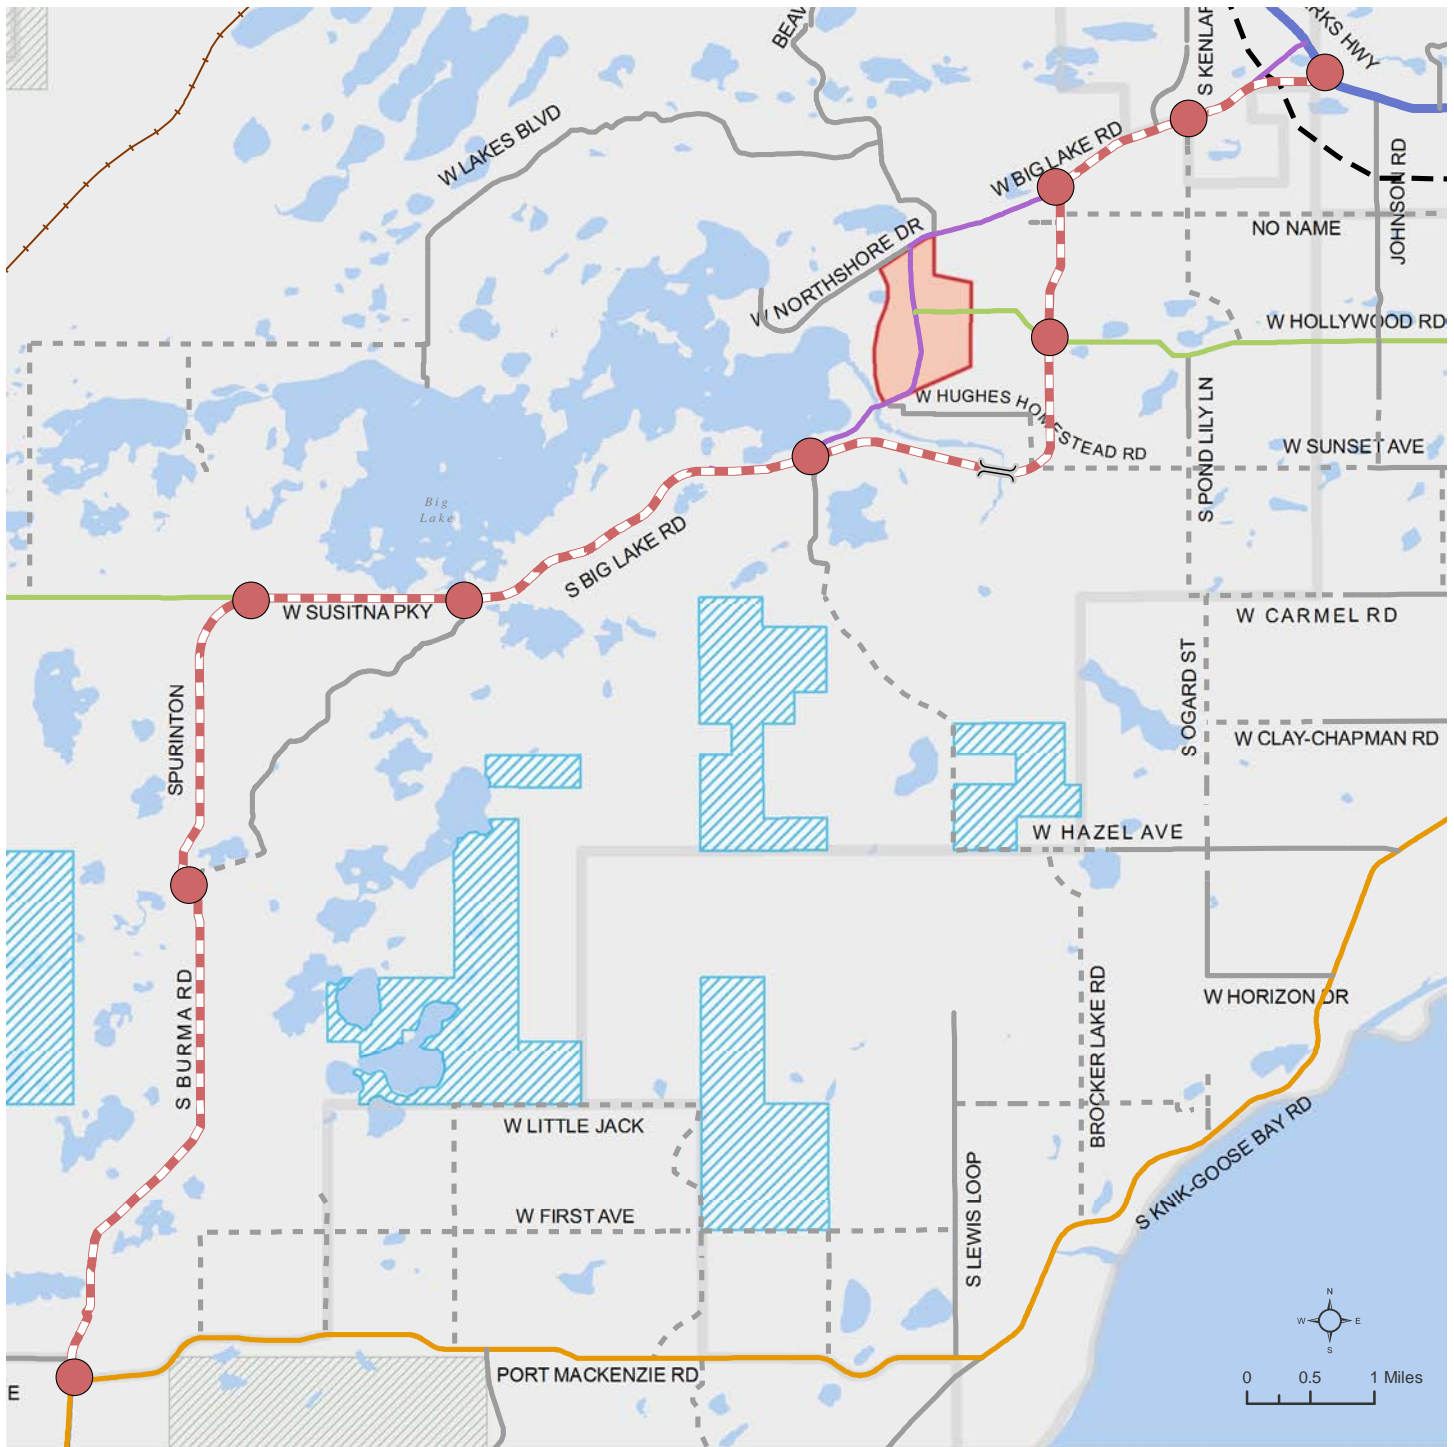 BEAV
S KENLAR
RKS HWY
W LAKES BLVD
W BIG LAKE RD
JOHNSON RD
NO NAME
W NORTHSHORE DR
W HOLLYWOOD RD
W HUGHES HOMESTEAD RD
S POND LILY LN
W SUNSET AVE
Big
Lake
S BIG LAKE RD
W SUSITNA PKY
W CARMEL RD
S OGARD ST
SPURINTON
W CLAY-CHAPMAN RD
W HAZEL AVE
S BURMA RD
BROCKER LAKE RD
W HORIZON DR
W LITTLE JACK
S KNIK-GOOSE BAY RD
S LEWIS LOOP
W FIRST AVE
N
W E
S
PORT MACKENZIE RD
0 0.5 1 Miles
E